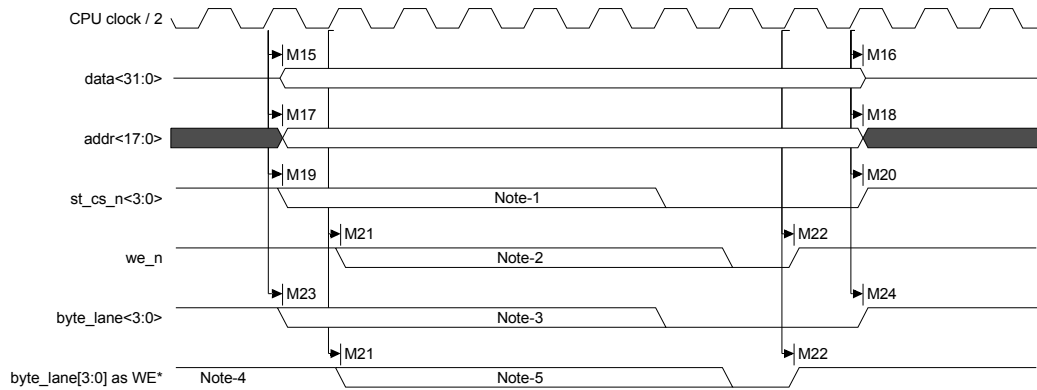 CPU clock / 2
M15 M16
data<31:0>
M17 M18
addr<17:0>
M19 M20
st_cs_n<3:0> Note-1
M21 M22
we_n Note-2
M23 M24
byte_lane<3:0> Note-3
M21 M22
byte_lane[3:0] as WE* Note-4 Note-5